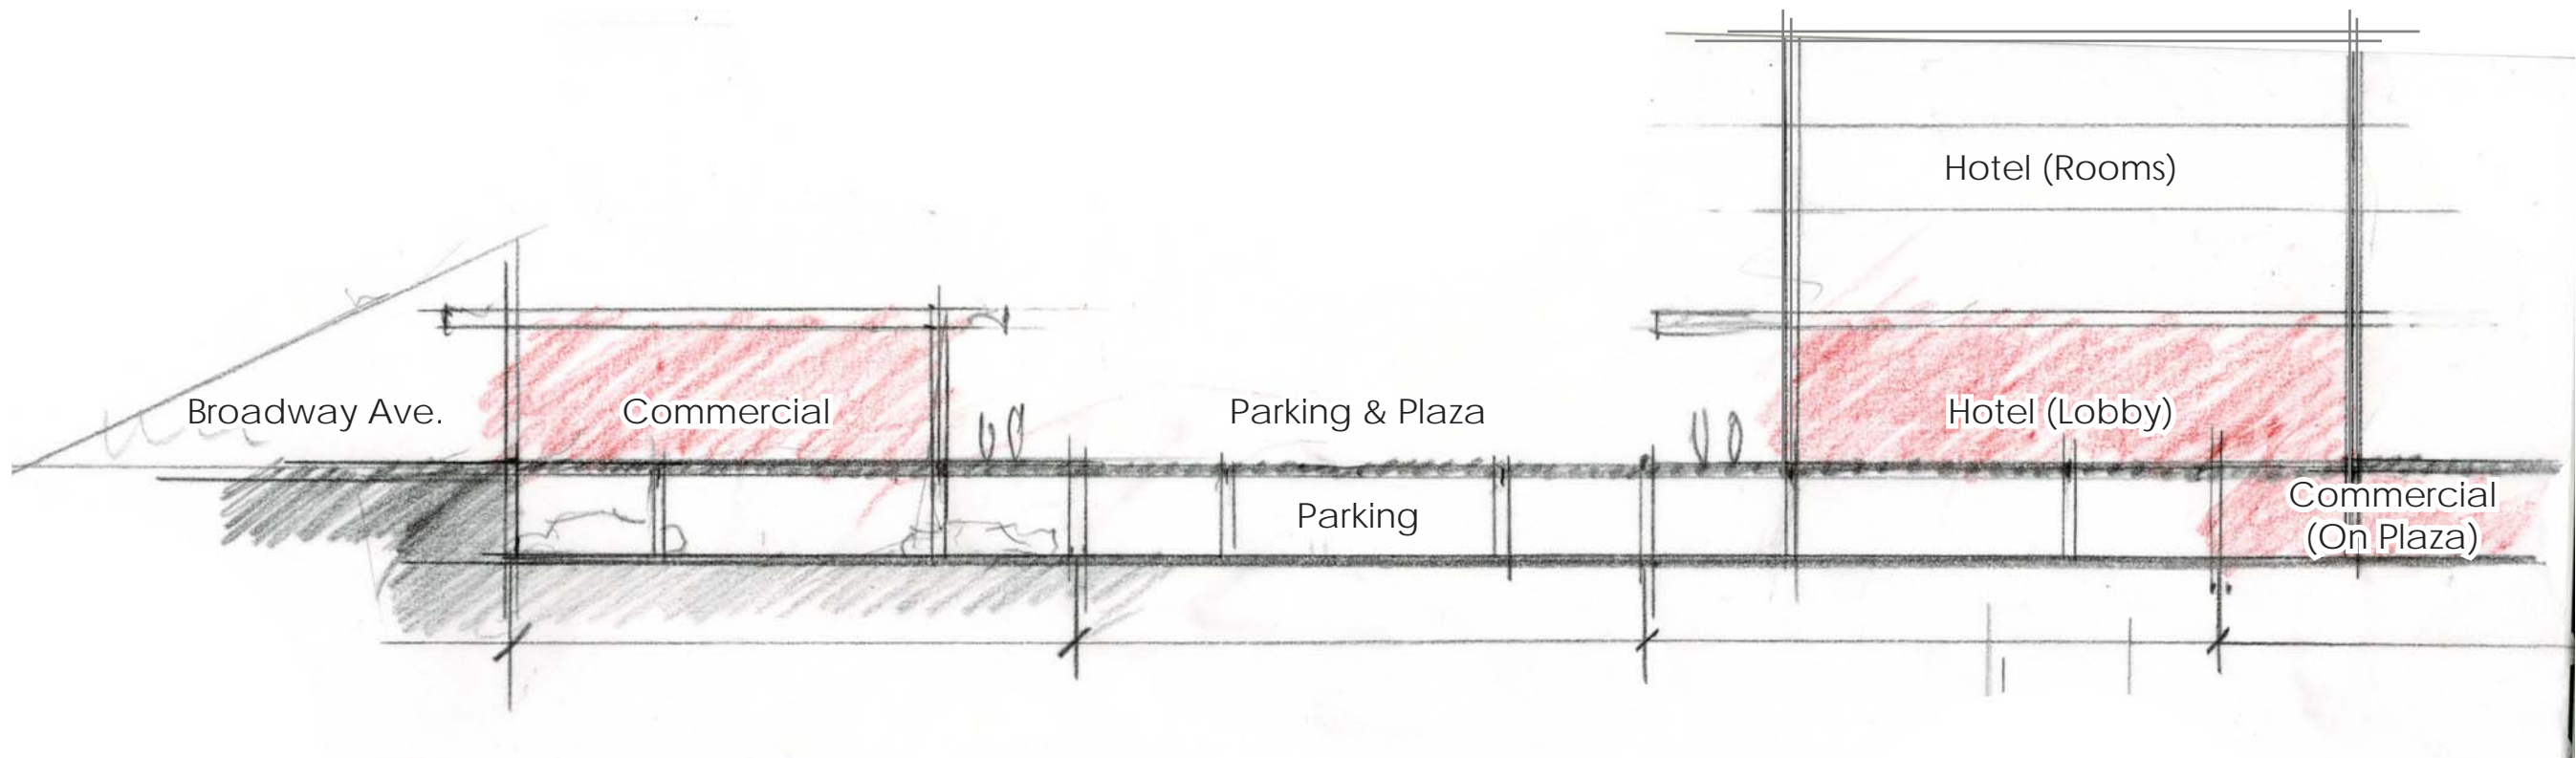 Hotel (Rooms)
Broadway Ave.
Commercial
Parking & Plaza
Hotel (Lobby)
Parking
Commercial
(On Plaza)